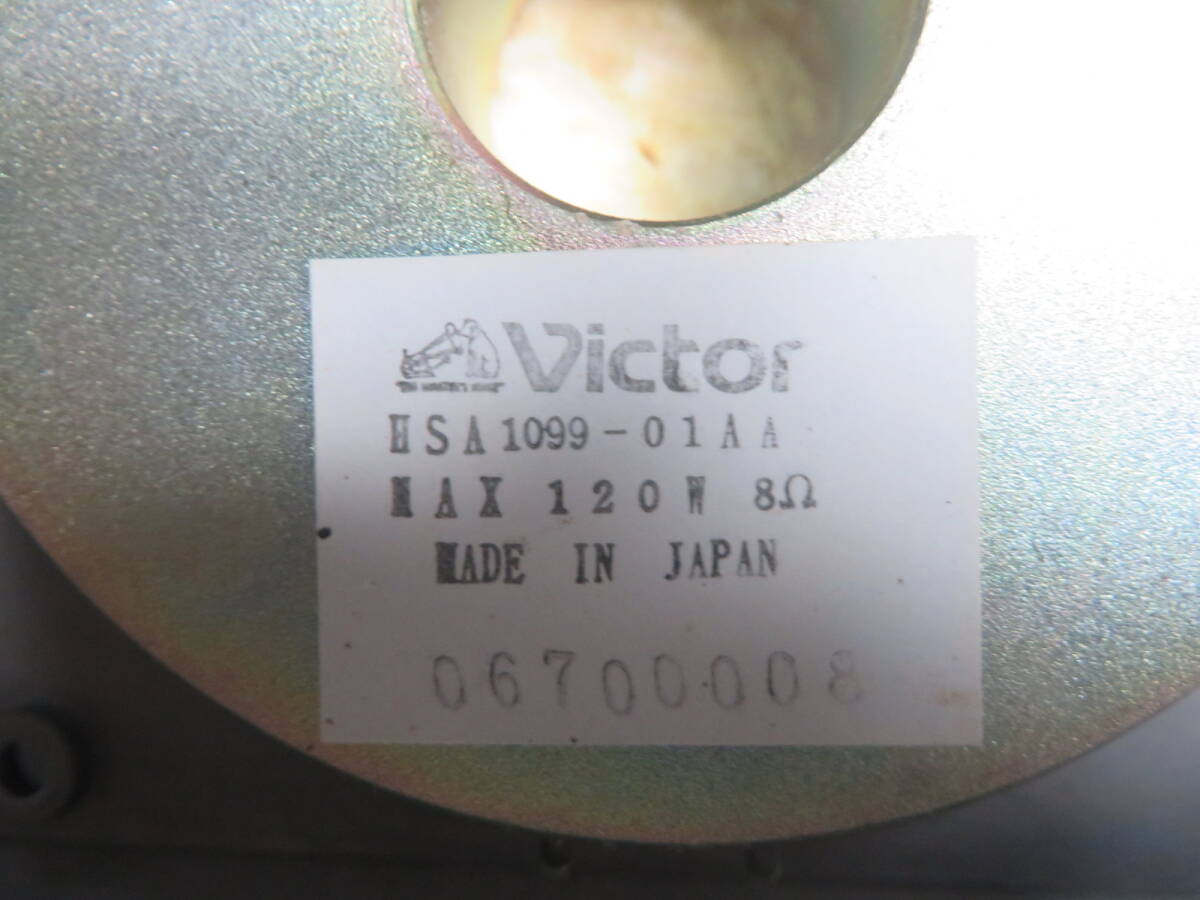 Victor
HSA1099-01AA
MAX 120W 8Ω
MADE IN JAPAN
06700008